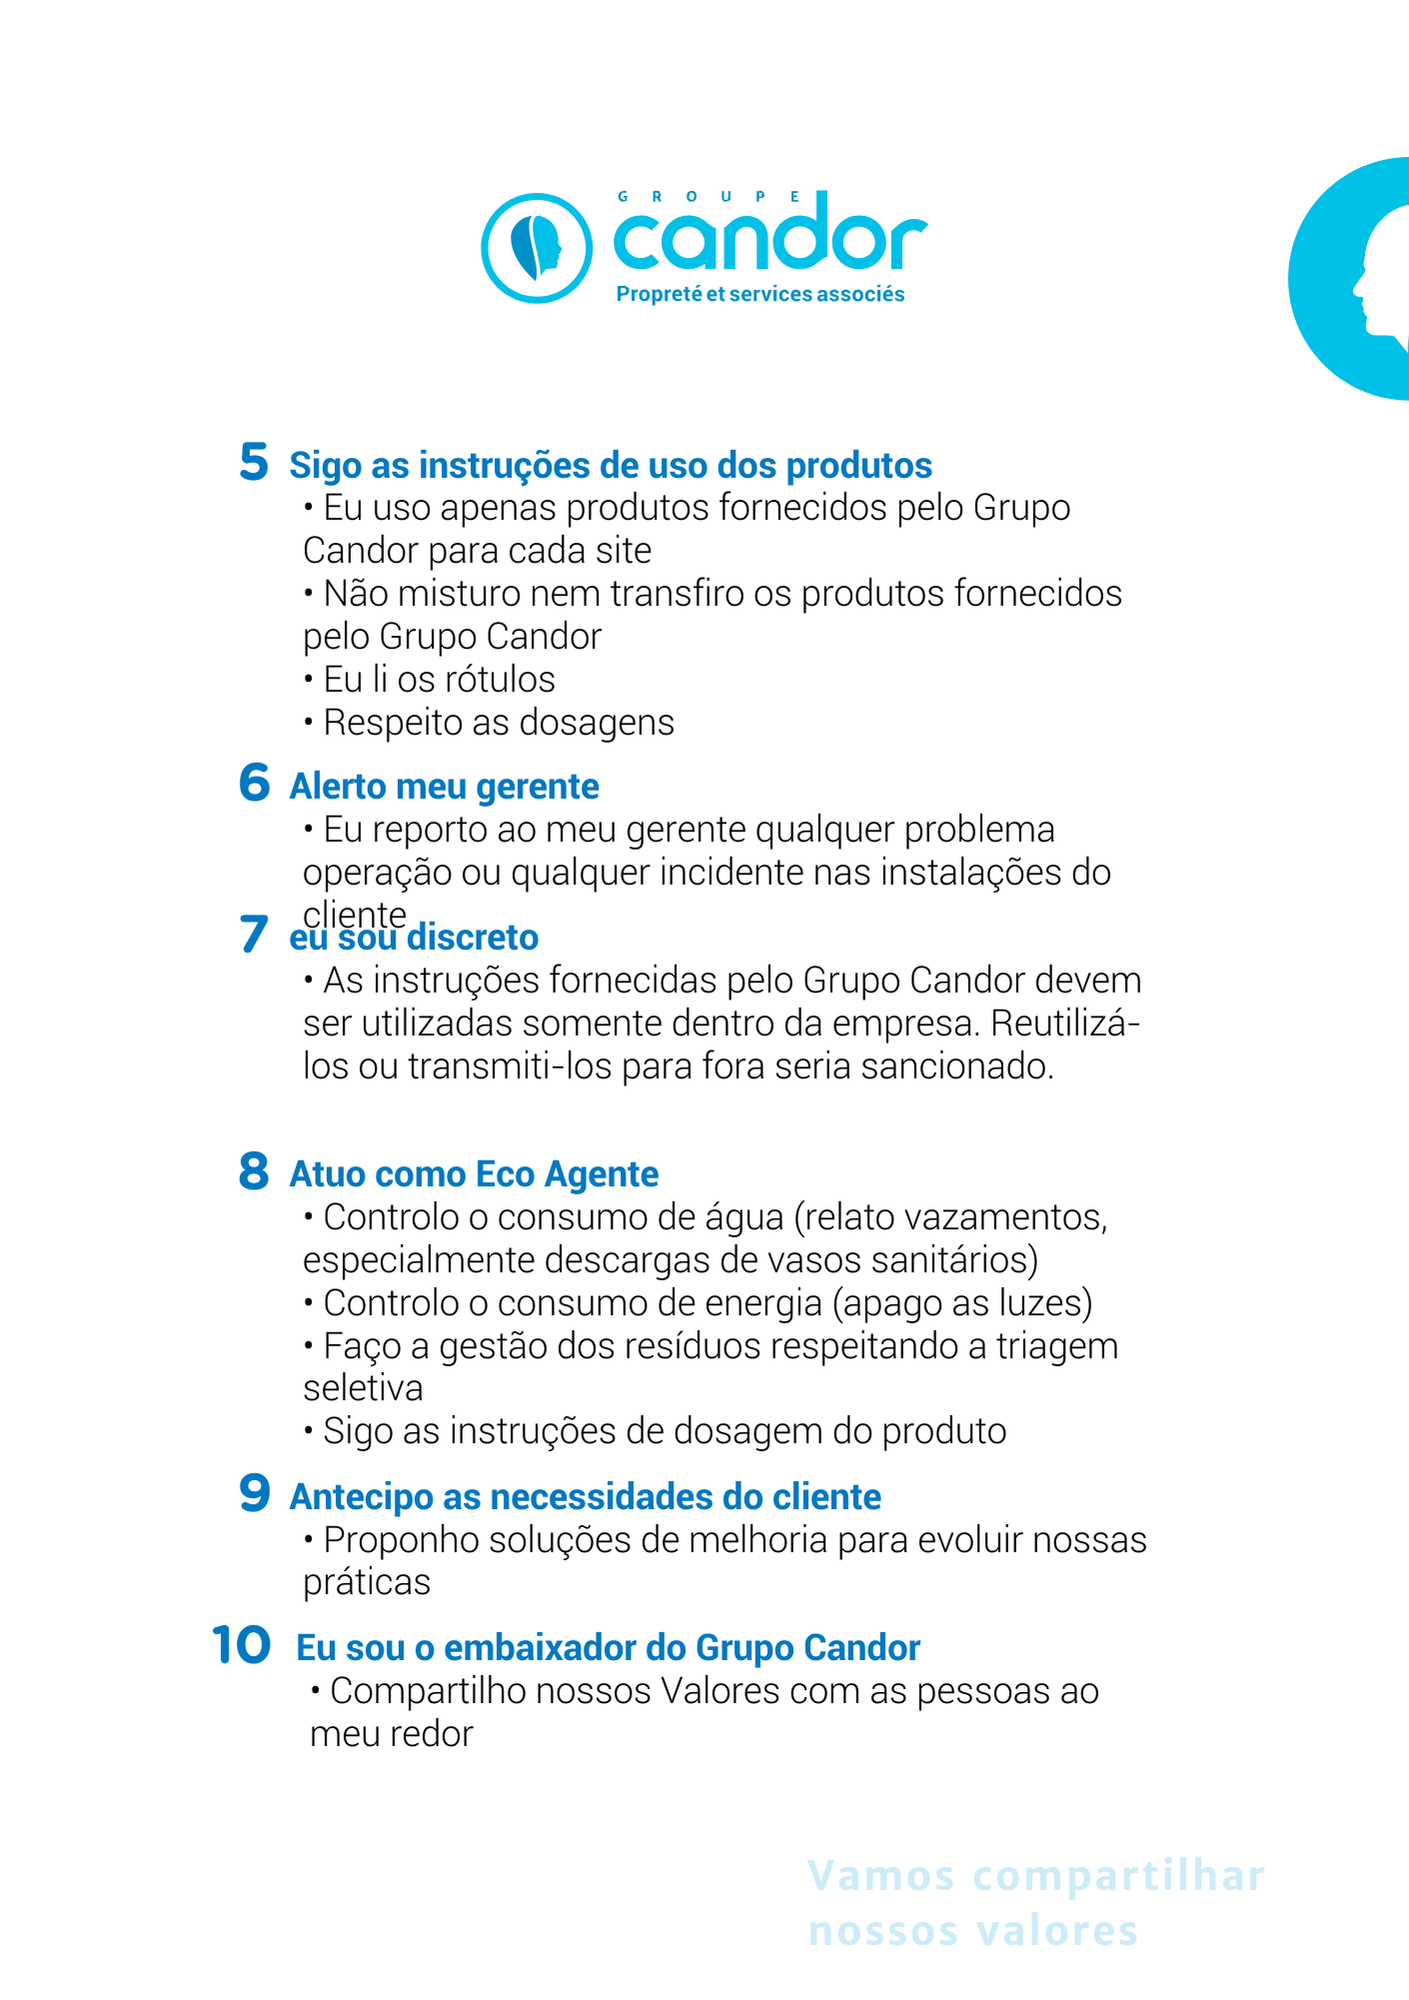 GROUPE
candor
Propreté et services associés
5 Sigo as instruções de uso dos produtos
• Eu uso apenas produtos fornecidos pelo Grupo
Candor para cada site
• Não misturo nem transfiro os produtos fornecidos
pelo Grupo Candor
• Eu li os rótulos
• Respeito as dosagens
6 Alerto meu gerente
• Eu reporto ao meu gerente qualquer problema
operação ou qualquer incidente nas instalações do
cliente
7 eu sou discreto
• As instruções fornecidas pelo Grupo Candor devem
ser utilizadas somente dentro da empresa. Reutilizá-
los ou transmiti-los para fora seria sancionado.
8 Atuo como Eco Agente
• Controlo o consumo de água (relato vazamentos,
especialmente descargas de vasos sanitários)
• Controlo o consumo de energia (apago as luzes)
• Faço a gestão dos resíduos respeitando a triagem
seletiva
• Sigo as instruções de dosagem do produto
9 Antecipo as necessidades do cliente
• Proponho soluções de melhoria para evoluir nossas
práticas
10 Eu sou o embaixador do Grupo Candor
• Compartilho nossos Valores com as pessoas ao
meu redor
Vamos compartilhar
nossos valores